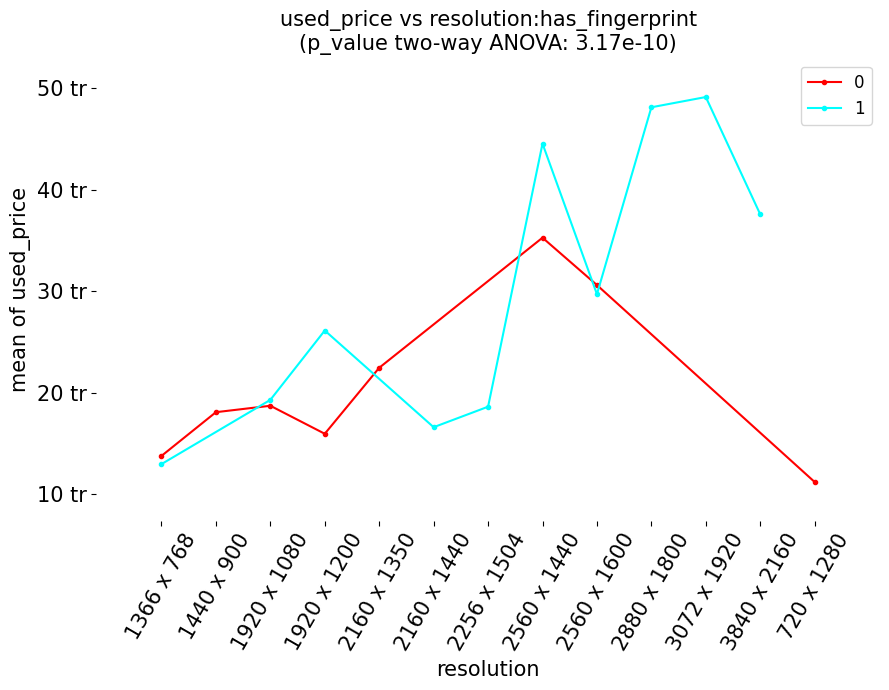 used_price vs resolution:has_fingerprint
(p_value two-way ANOVA: 3.17e-10)
0
1
50 tr
40 tr
30 tr
20 tr
10 tr
mean of used_price
1366 x 768
1440 x 900
1920 x 1080
1920 x 1200
2160 x 1350
2160 x 1440
2256 x 1504
2560 x 1440
2560 x 1600
2880 x 1800
3072 x 1920
3840 x 2160
720 x 1280
resolution